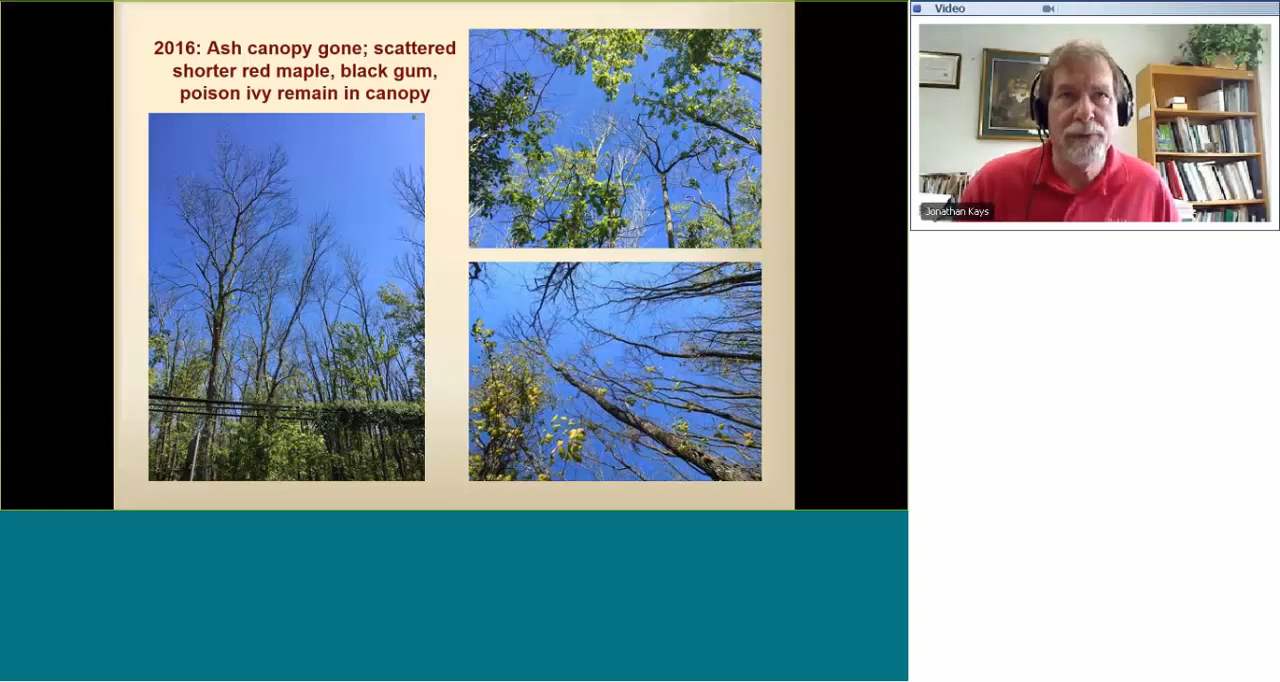 2016: Ash canopy gone; scattered
shorter red maple, black gum,
poison ivy remain in canopy
Video
Jonathan Kays